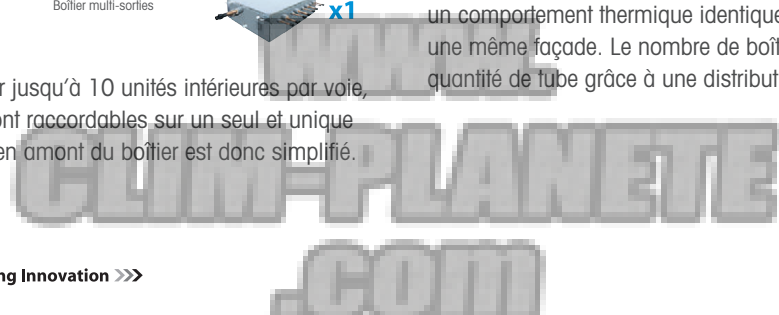 Boîtier multi-sorties
x1
r jusqu'à 10 unités intérieures par voie,
ont raccordables sur un seul et unique
en amont du boîtier est donc simplifié.
un comportement thermique identique
une même façade. Le nombre de boît
quantité de tube grâce à une distribut
www.
CLIM-PLANETE
.com
ng Innovation >>>